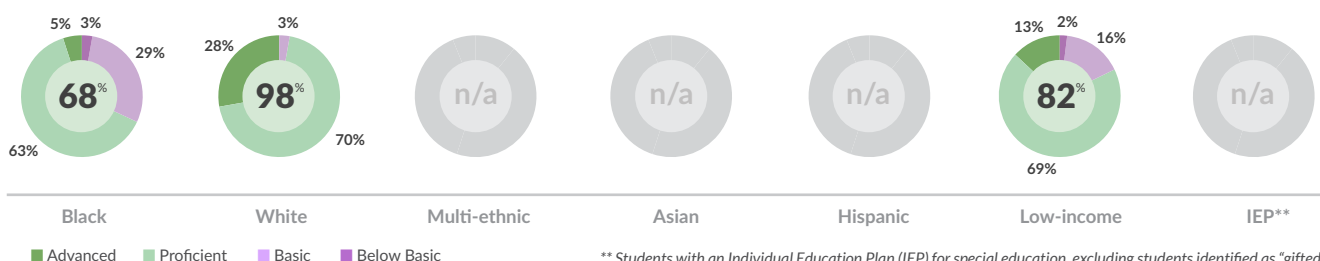 5% 3% 3% 13% 2%
29% 28% 16%
68% 98% n/a n/a n/a 82% n/a
63% 70%
69%
Black White Multi-ethnic Asian Hispanic Low-income IEP**
Advanced Proficient Basic Below Basic
** Students with an Individual Education Plan (IEP) for special education, excluding students identified as "gifted